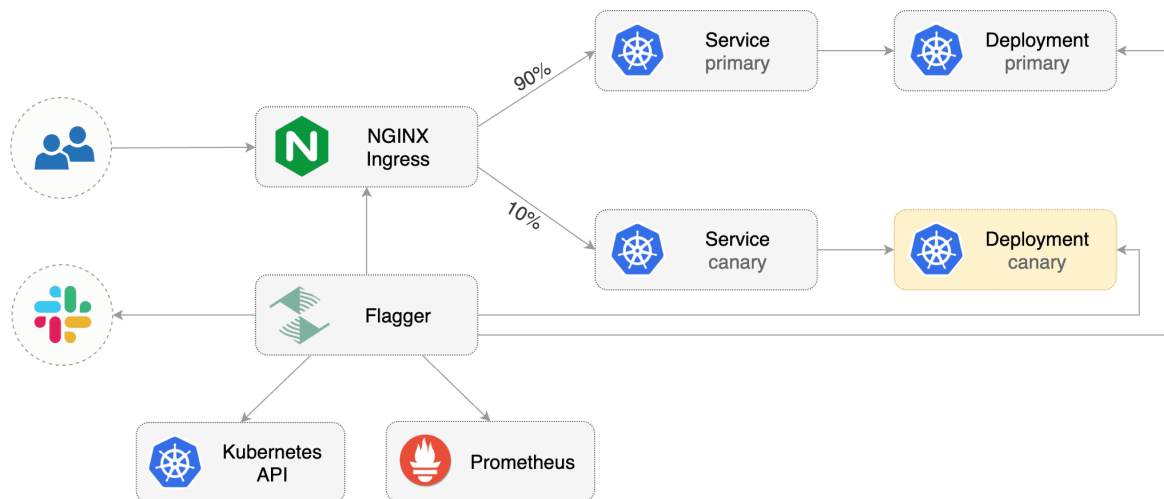 Service
primary
Deployment
primary
90%
NGINX
Ingress
10%
Service
canary
Deployment
canary
Flagger
Kubernetes
API
Prometheus